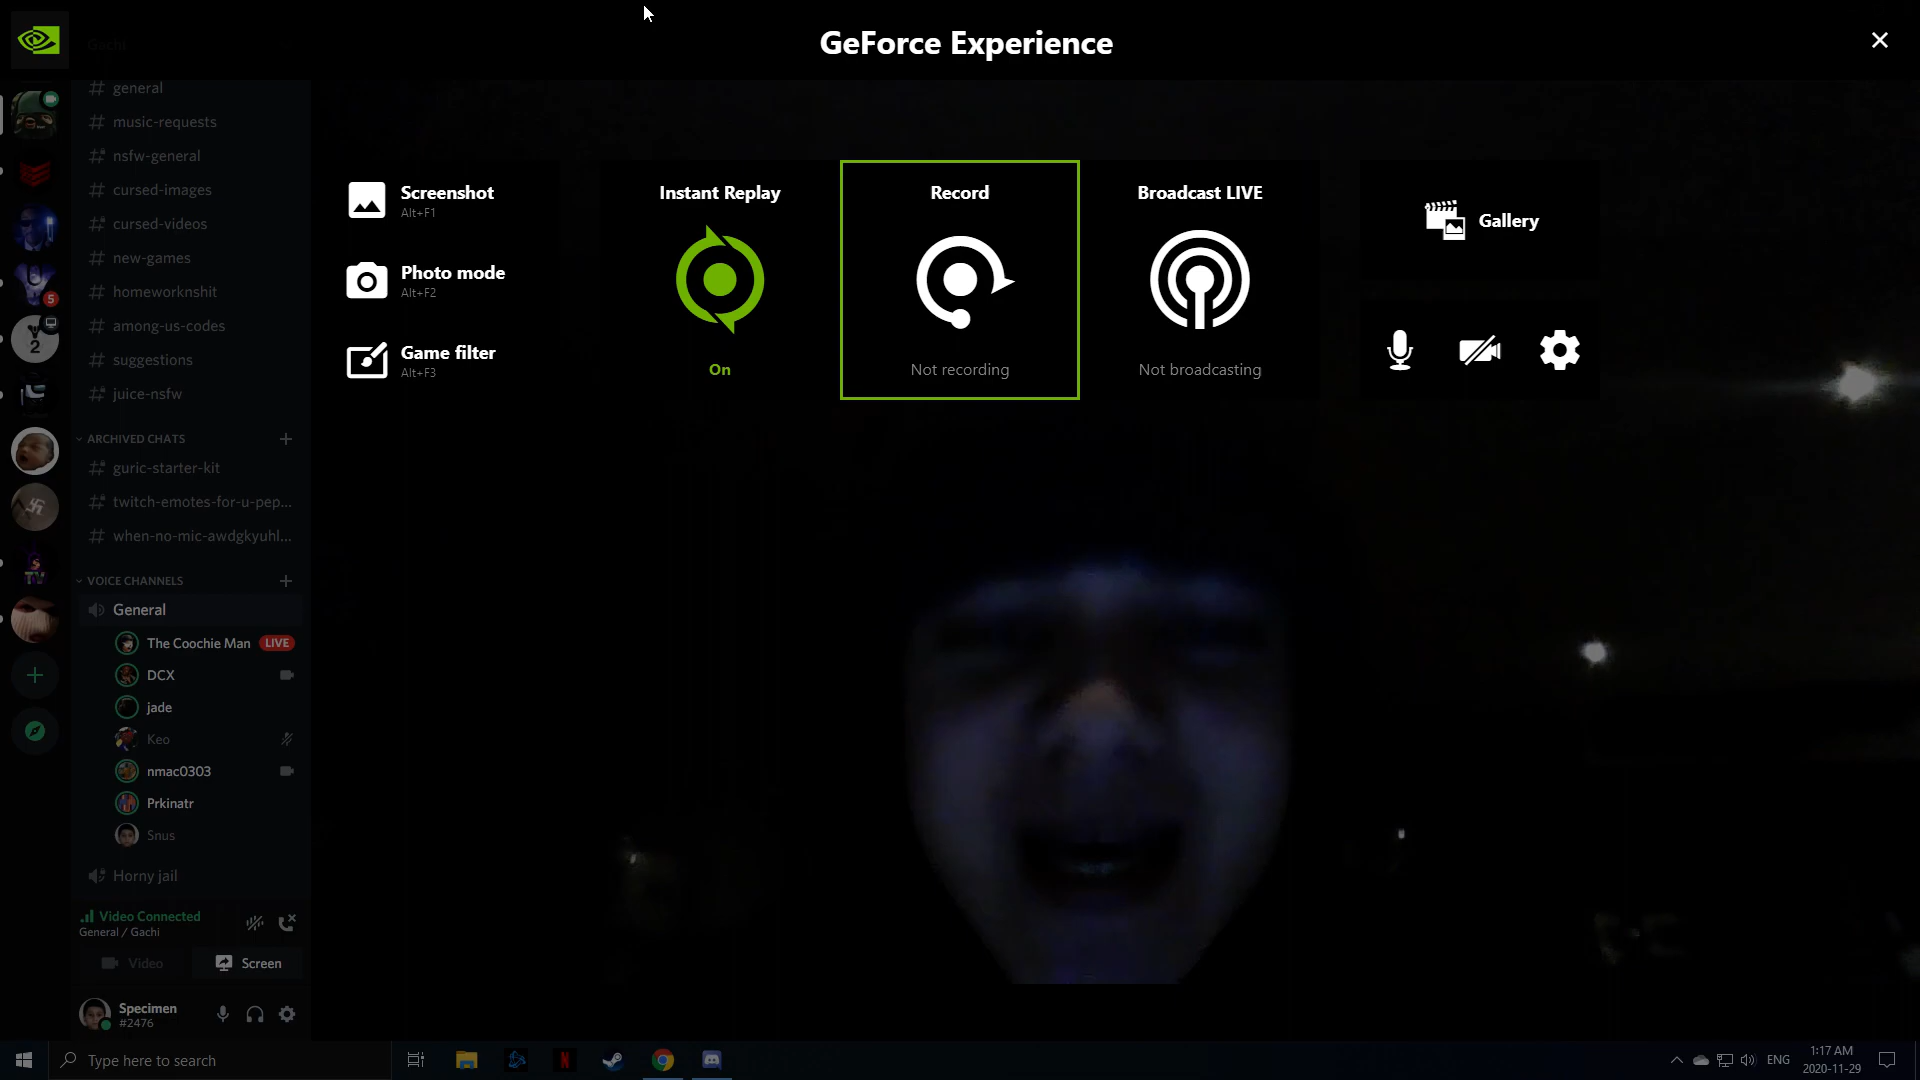 GeForce Experience
Gachi
general
music-requests
nsfw-general
cursed-images
cursed-videos
new-games
homeworknshit
among-us-codes
suggestions
juice-nsfw
ARCHIVED CHATS
guric-starter-kit
twitch-emotes-for-u-pep...
when-no-mic-awdgkyuhl...
VOICE CHANNELS
General
The Coochie Man LIVE
DCX
jade
Keo
nmac0303
Prkinatr
Snus
Horny jail
Video Connected
General / Gachi
Video Screen
Specimen
#2476
5
2
S
TV
Screenshot
Alt+F1
Photo mode
Alt+F2
Game filter
Alt+F3
Instant Replay
On
Record
Not recording
Broadcast LIVE
Not broadcasting
Gallery
Type here to search
N
ENG
1:17 AM
2020-11-29